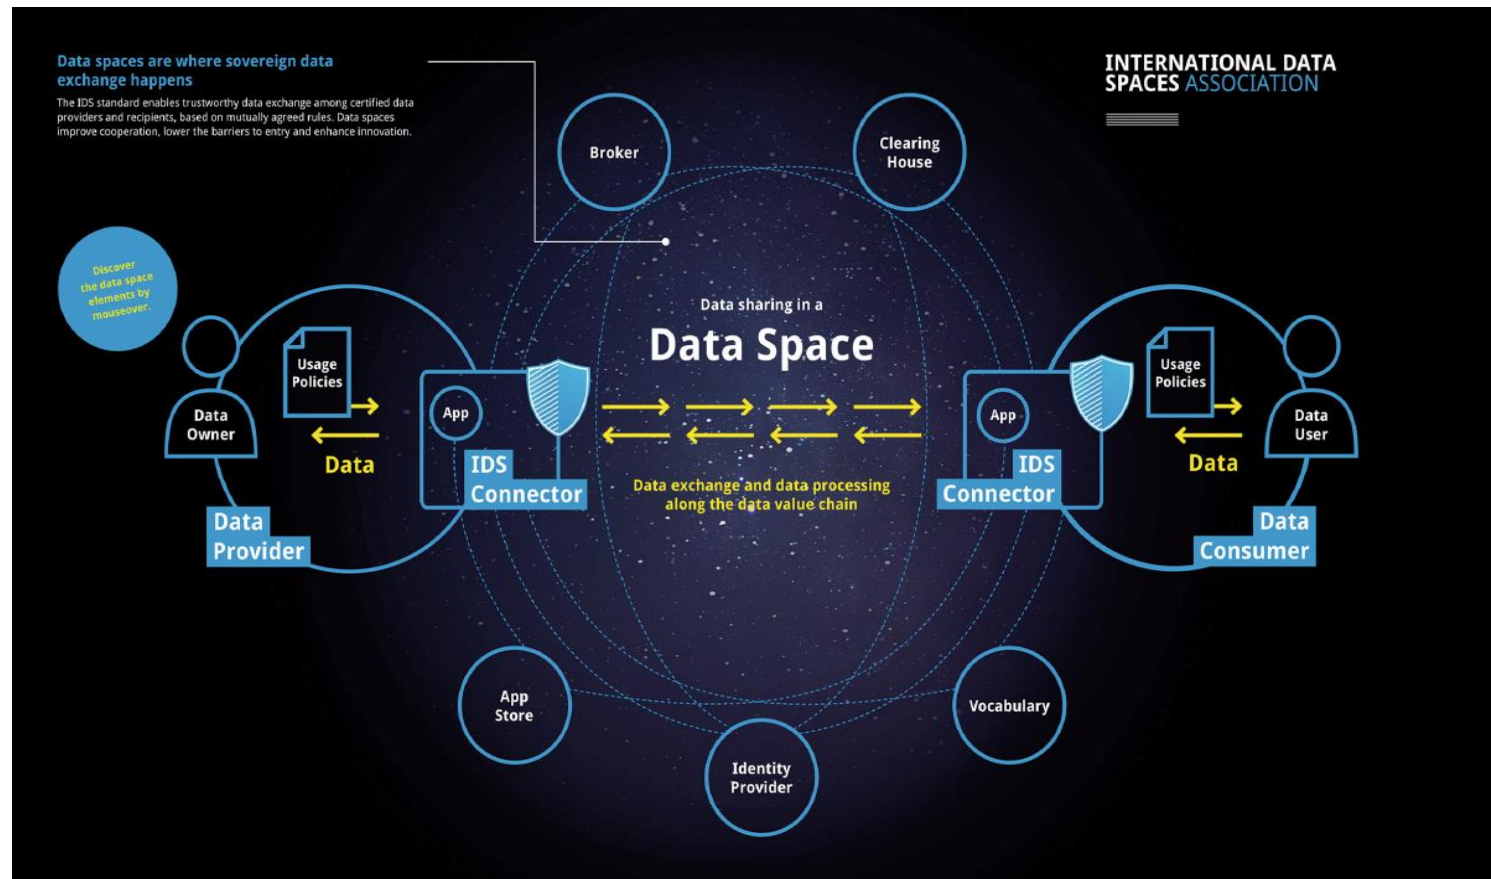 Data spaces are where sovereign data
exchange happens
The IDS standard enables trustworthy data exchange among certified data
providers and recipients, based on mutually agreed rules. Data spaces
improve cooperation, lower the barriers to entry and enhance innovation.
INTERNATIONAL DATA
SPACES ASSOCIATION
Broker
Clearing
House
Discover
the data space
elements by
mouseover.
Data sharing in a
Data Space
Usage
Policies
Data
Owner
Data
App
IDS
Connector
Data
Provider
Data exchange and data processing
along the data value chain
App
IDS
Connector
Usage
Policies
Data
Data
User
Data
Consumer
App
Store
Identity
Provider
Vocabulary